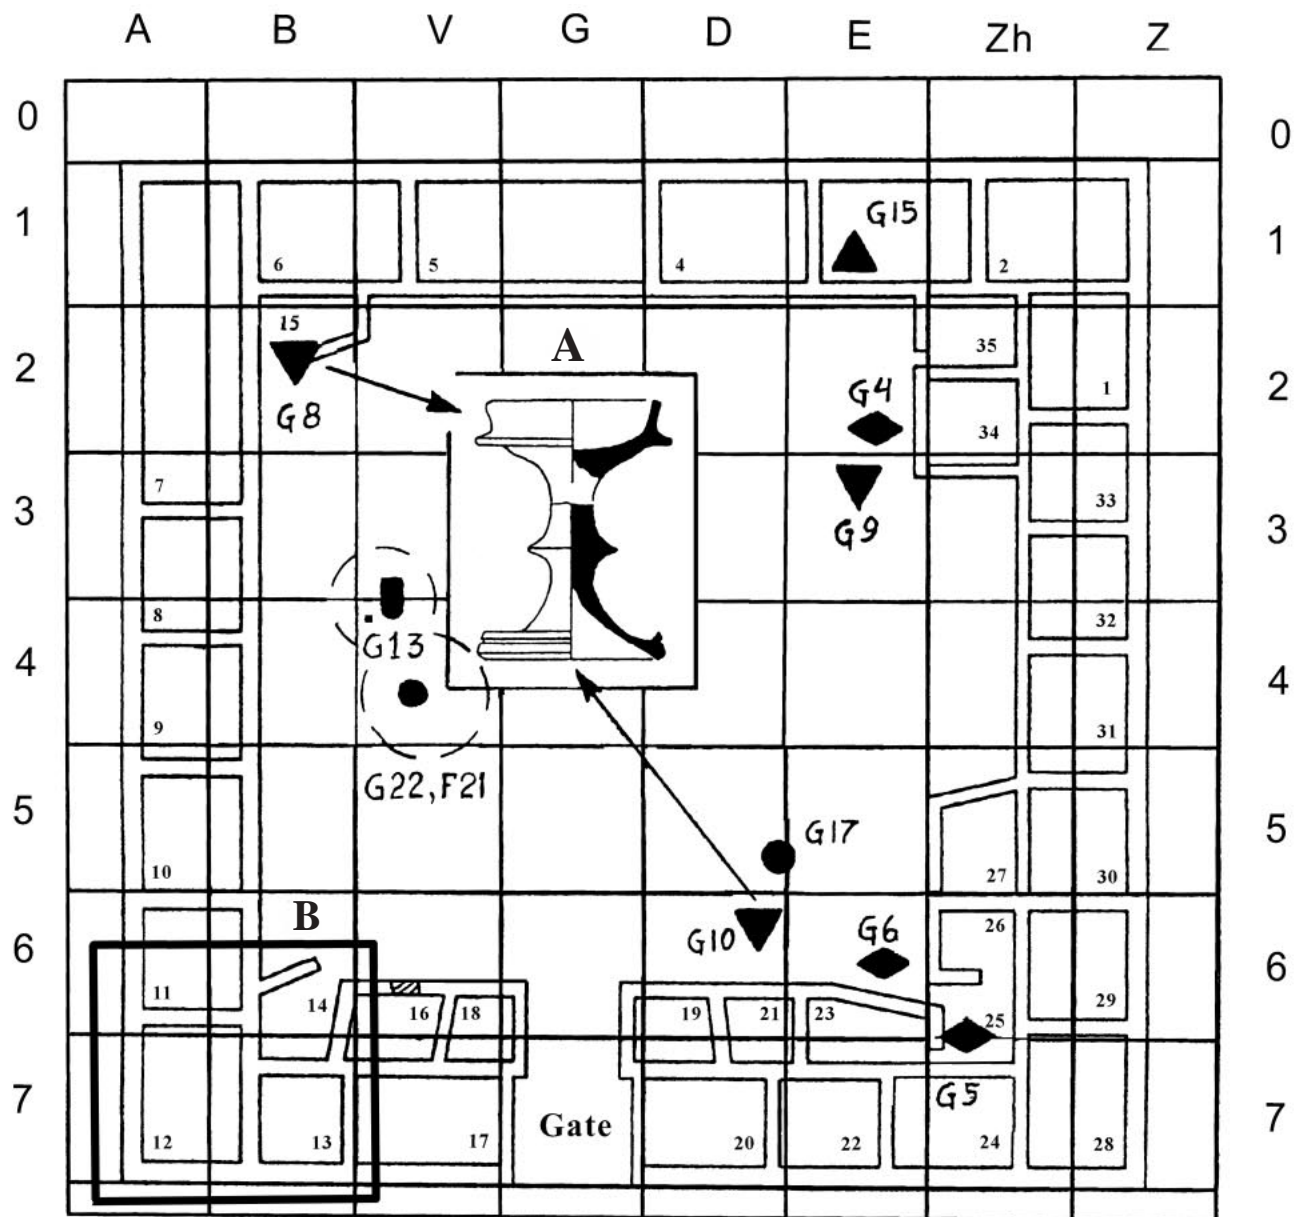 A B V G D E Zh Z
0 0
1 G15 1
6 5 4 2
15 A 35
2 G4 1 2
G8 34
7 33
3 G9 3
8 32
G13
4 4
9 31
G22,F21
5 G17 5
10 27 30
B 26
6 G10 G6 6
11 14 16 18 19 21 23 25 29
G5
7 Gate 7
12 13 17 20 22 24 28